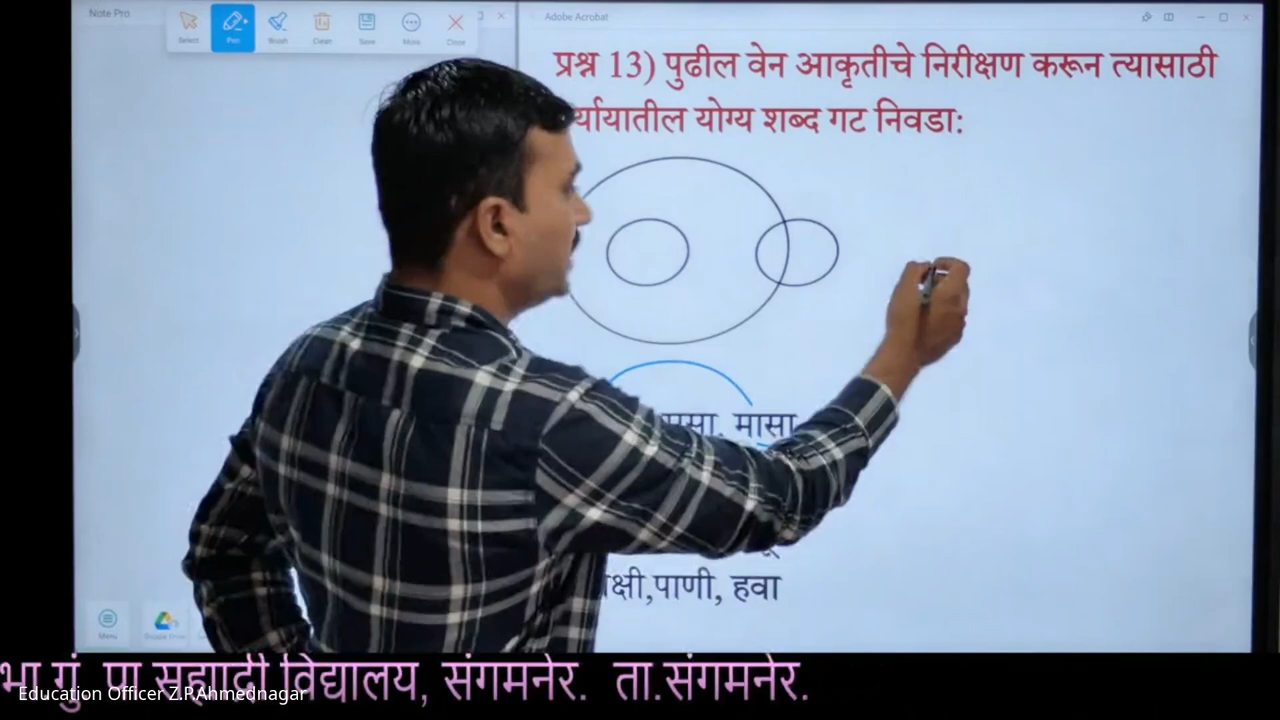 Note Pro
Select Pen Brush Clean Save More Close
Adobe Acrobat
प्रश्न 13) पुढील वेन आकृतीचे निरीक्षण करून त्यासाठी
योग्य शब्द गट निवडा:
मासा
पाणी, हवा
Menu
भा.गुं. पा सह्याद्री विद्यालय, संगमनेर. ता.संगमनेर.
Education Officer Z.P.Ahmednagar